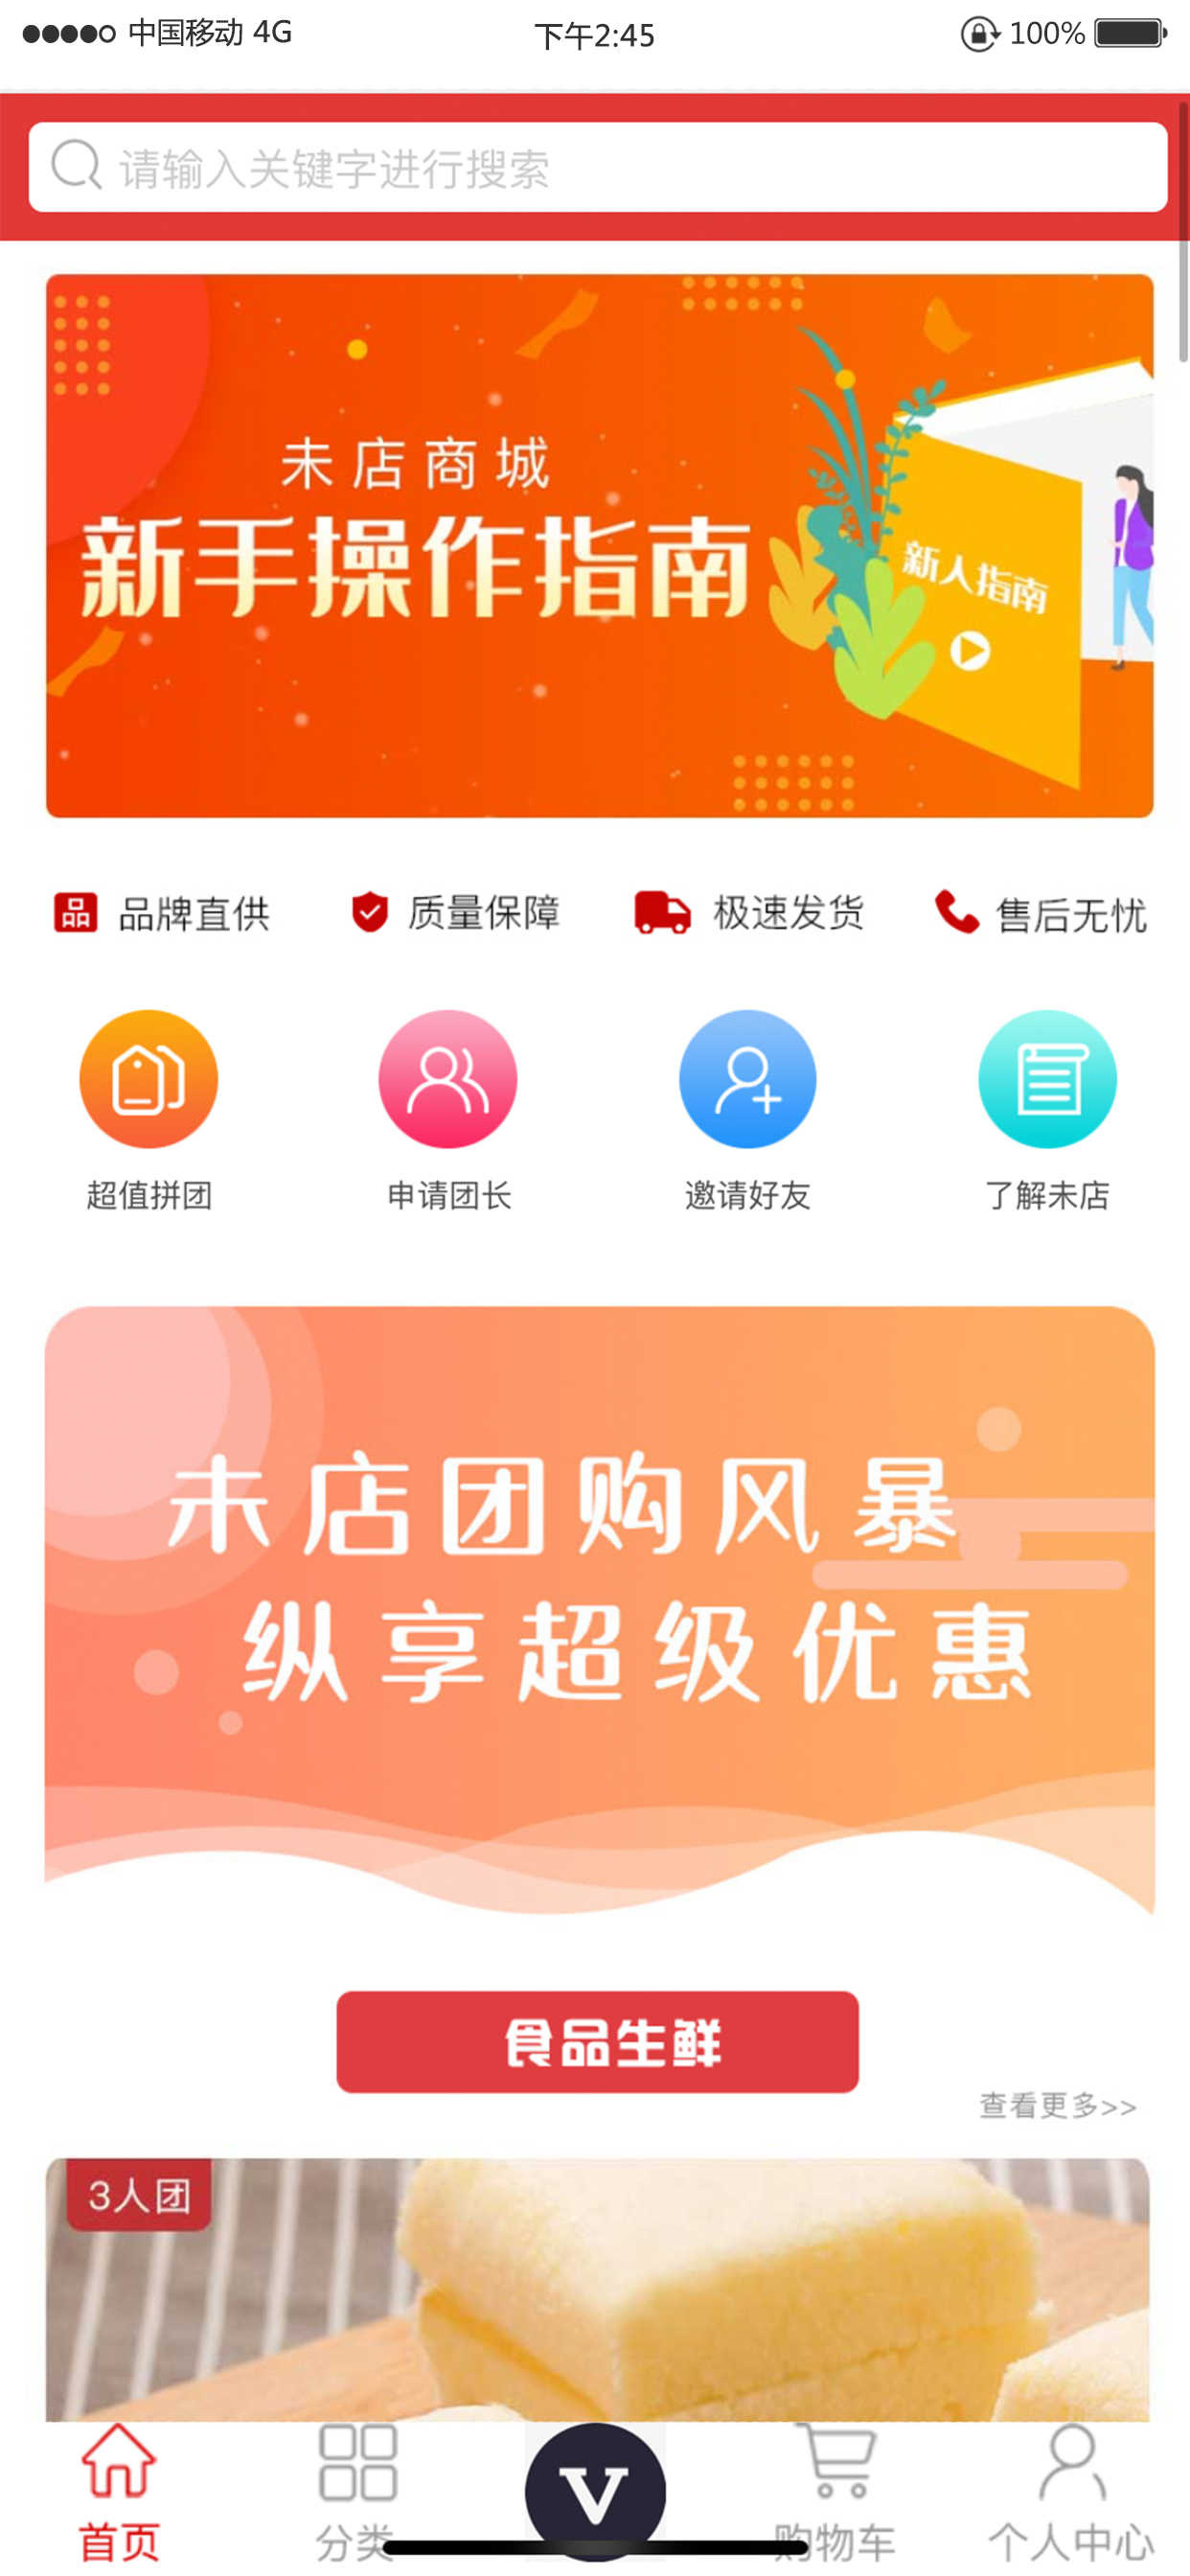 中国移动 4G 下午2:45 100%
请输入关键字进行搜索
未店商城
新手操作指南
新人指南
品牌直供 质量保障 极速发货 售后无忧
超值拼团 申请团长 邀请好友 了解未店
未店团购风暴
纵享超级优惠
食品生鲜
查看更多>>
3人团
V
首页 分类 购物车 个人中心